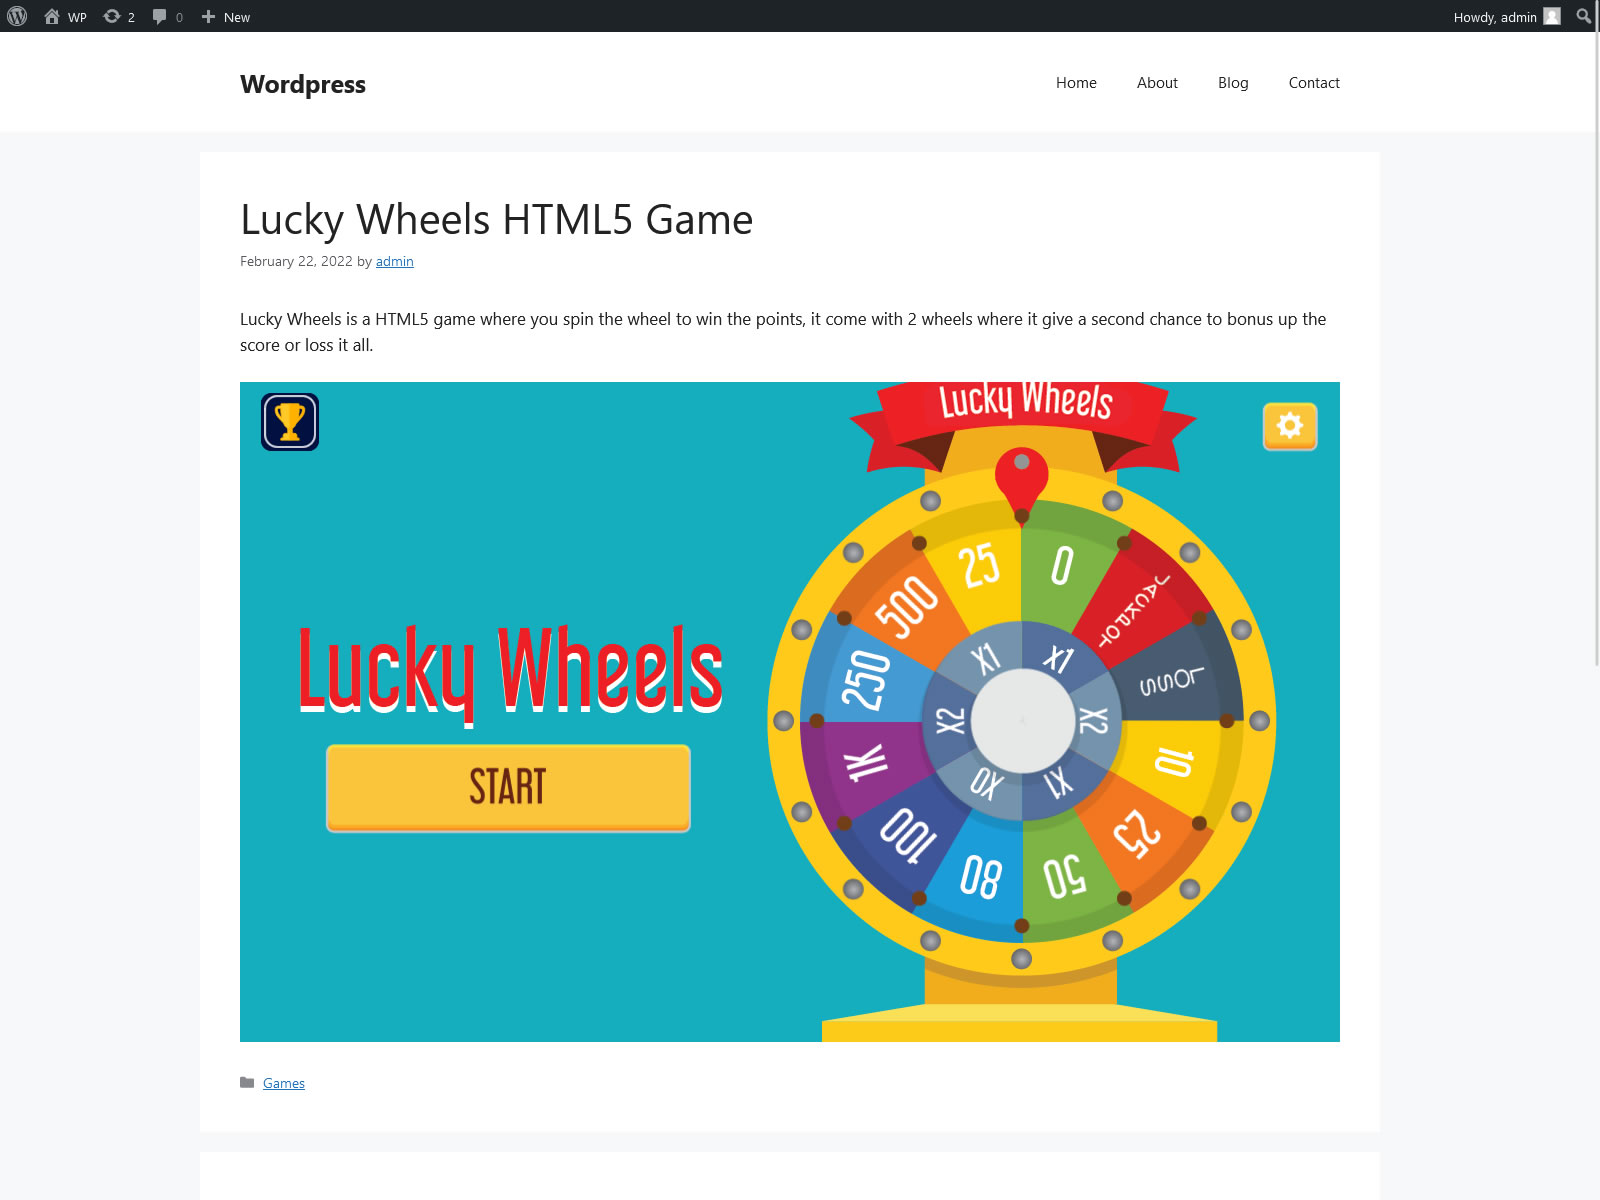 WP 2 0 New Howdy, admin
Wordpress Home About Blog Contact
Lucky Wheels HTML5 Game
February 22, 2022 by admin
Lucky Wheels is a HTML5 game where you spin the wheel to win the points, it come with 2 wheels where it give a second chance to bonus up the
score or loss it all.
Lucky Wheels
Lucky Wheels
START
0
JACKPOT
LOSS
10
25
50
80
100
1K
250
500
25
X1
X2
X1
X0
X2
X1
Games